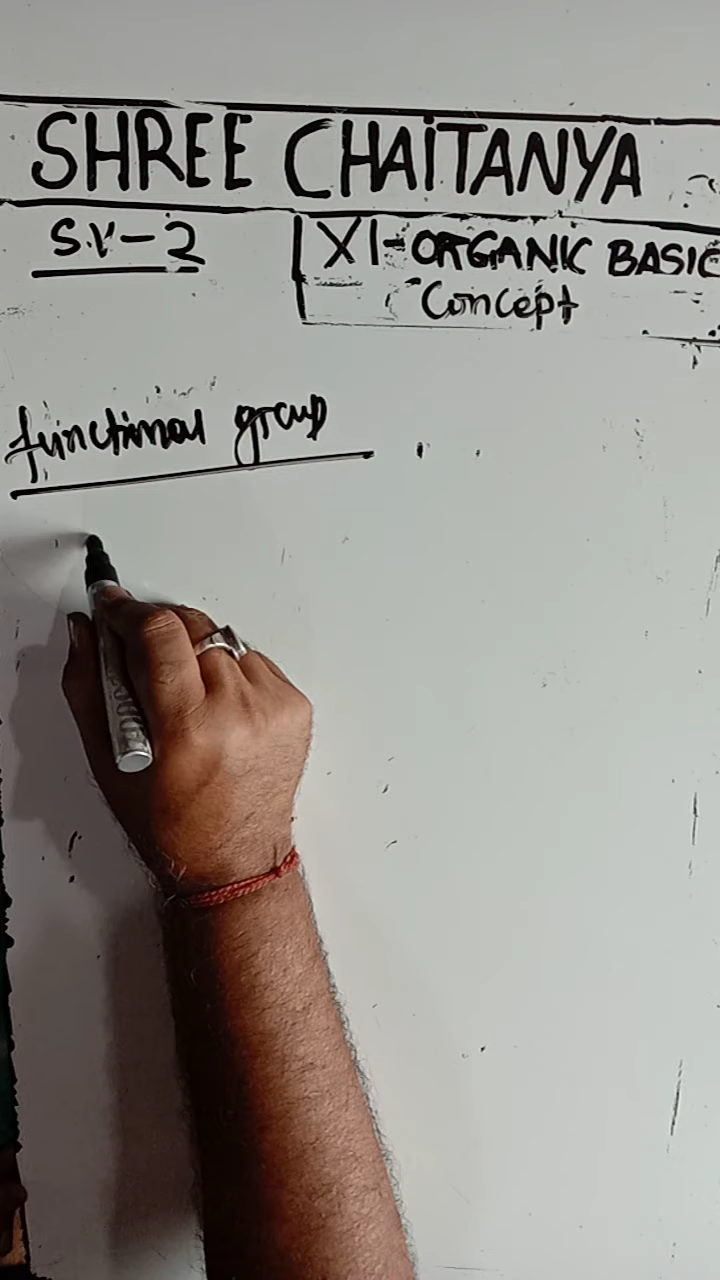 SHREE CHAITANYA
S.V-2
XI-ORGANIC BASIC
Concept
functional group